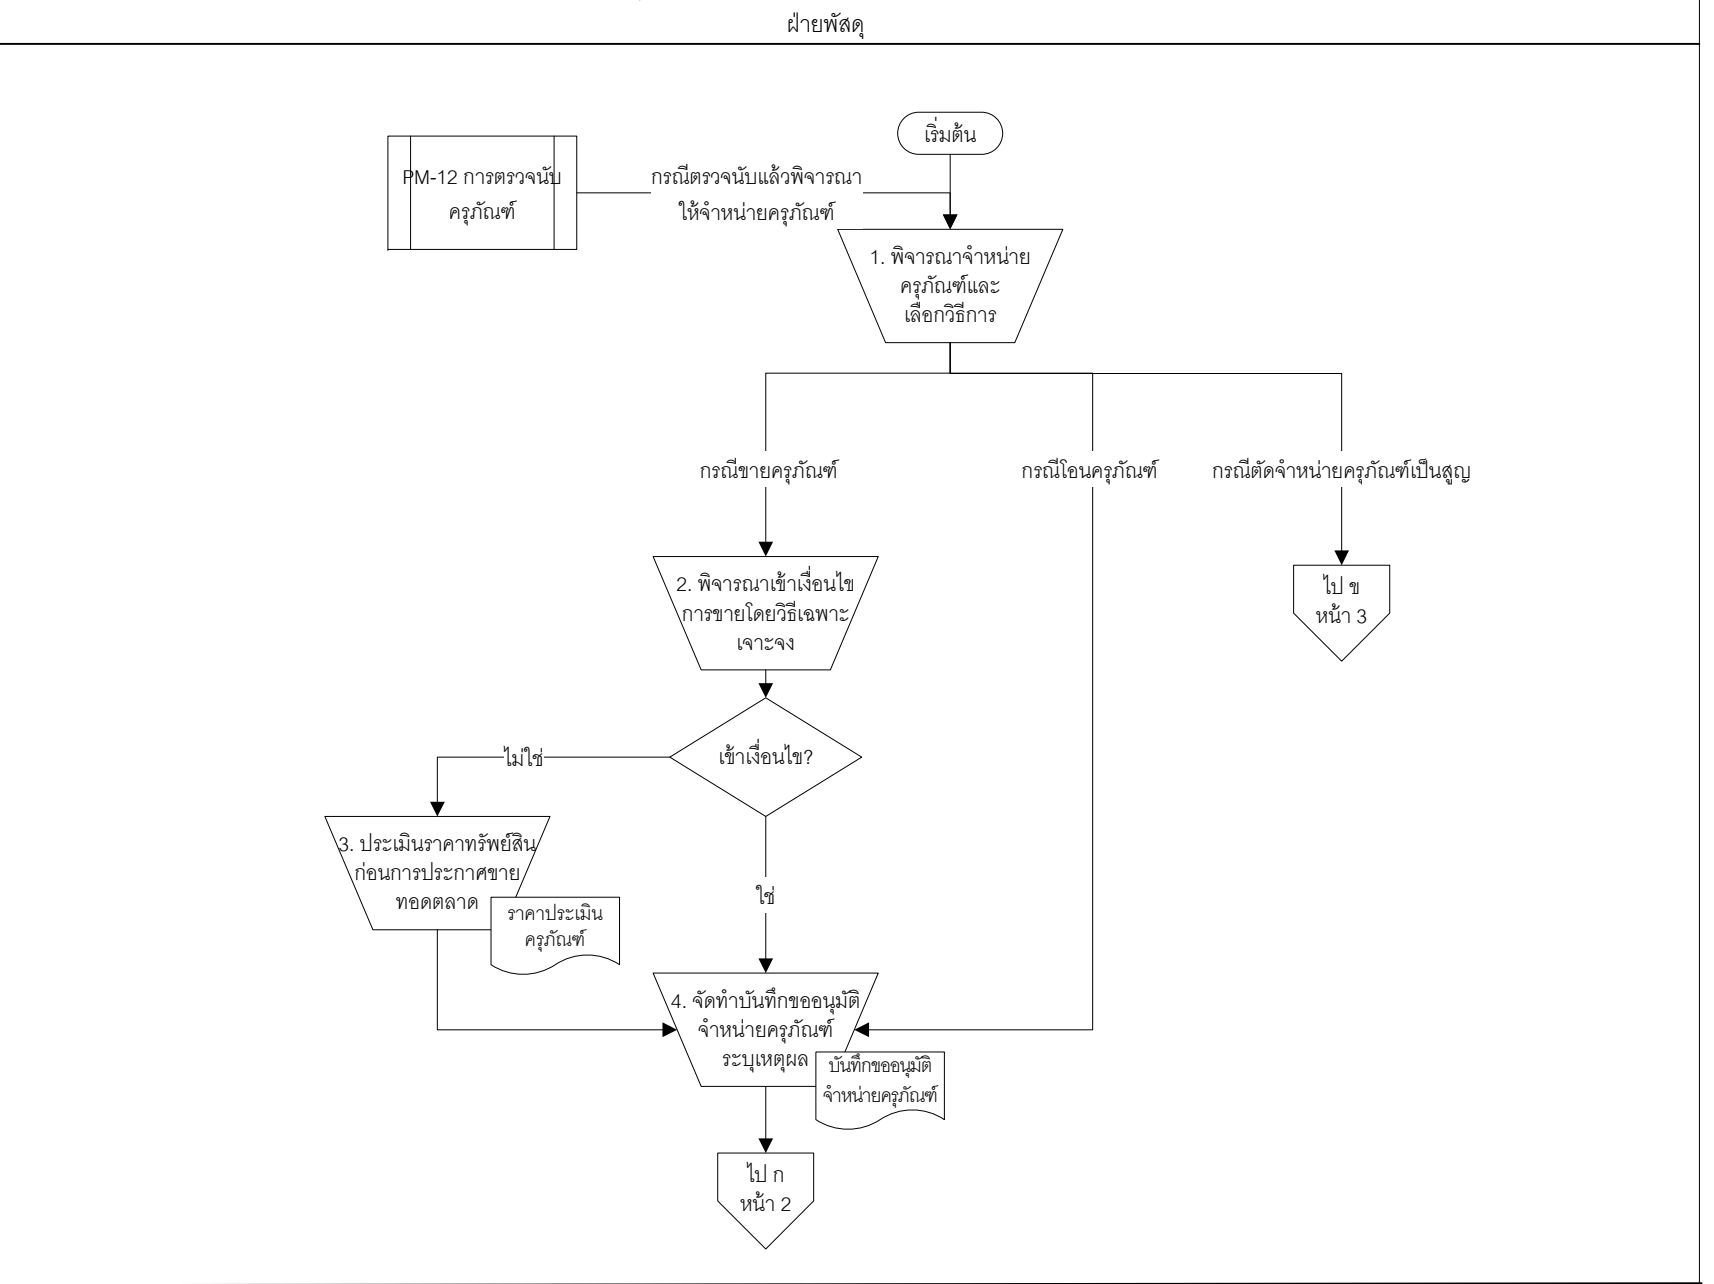 ฝ่ายพัสดุ
เริ่มต้น
PM-12 การตรวจนับ
ครุภัณฑ์
กรณีตรวจนับแล้วพิจารณา
ให้จำหน่ายครุภัณฑ์
1. พิจารณาจำหน่าย
ครุภัณฑ์และ
เลือกวิธีการ
กรณีขายครุภัณฑ์
กรณีโอนครุภัณฑ์
กรณีตัดจำหน่ายครุภัณฑ์เป็นสูญ
2. พิจารณาเข้าเงื่อนไข
การขายโดยวิธีเฉพาะ
เจาะจง
ไป ข
หน้า 3
เข้าเงื่อนไข?
ไม่ใช่
3. ประเมินราคาทรัพย์สิน
ก่อนการประกาศขาย
ทอดตลาด
ราคาประเมิน
ครุภัณฑ์
ใช่
4. จัดทำบันทึกขออนุมัติ
จำหน่ายครุภัณฑ์
ระบุเหตุผล
บันทึกขออนุมัติ
จำหน่ายครุภัณฑ์
ไป ก
หน้า 2